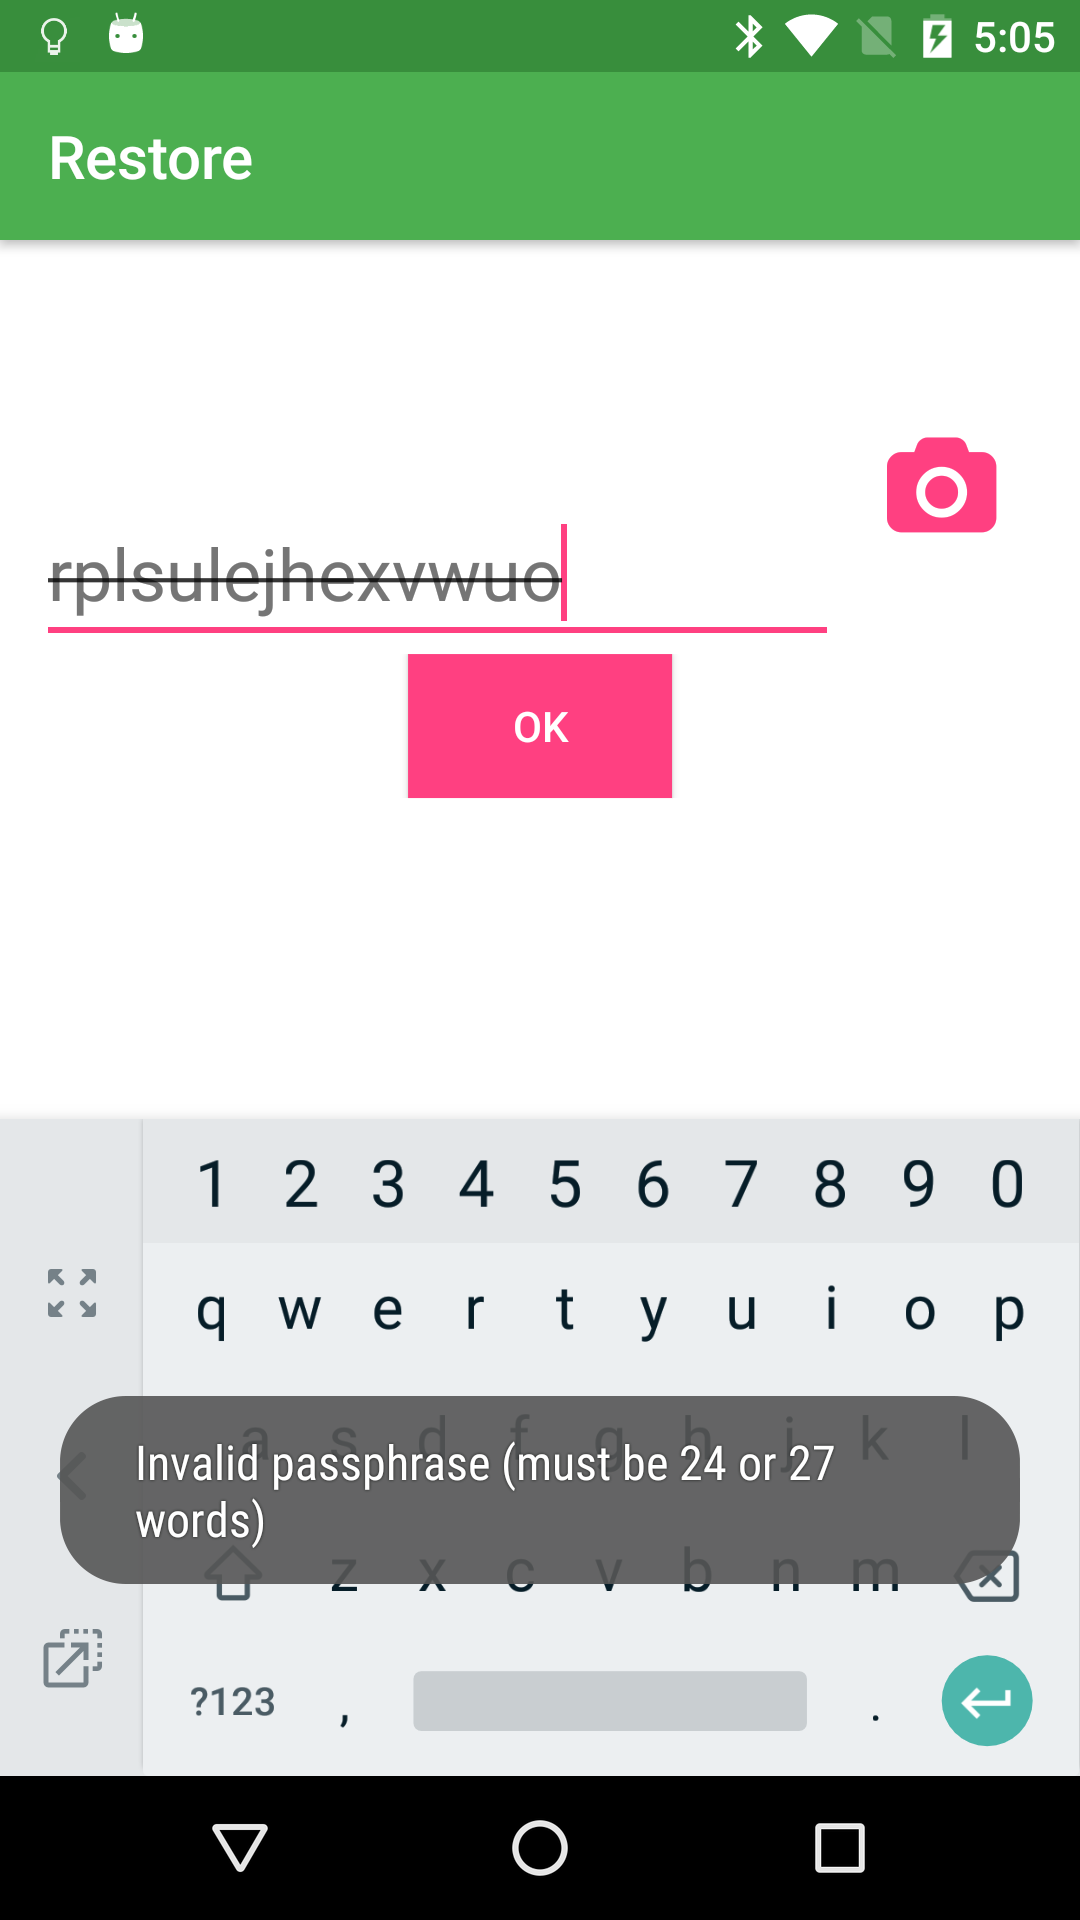 5:05
Restore
rplsulejhexvwuo
OK
1 2 3 4 5 6 7 8 9 0
q w e r t y u i o p
a s d f g h j k l
Invalid passphrase (must be 24 or 27
words)
z x c v b n m
?123 , .